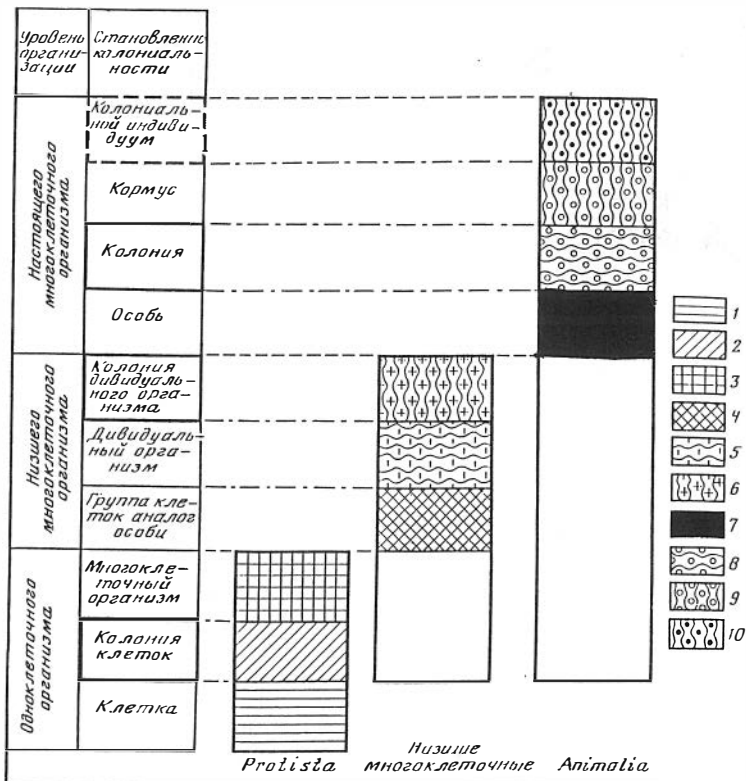 Уровень
органи-
зации
Становление
колониаль-
ности
Настоящего
многоклеточного
организма
Колониаль-
ной индиви-
дуум
Кормус
Колония
Особь
Низшего
многоклеточного
организма
Колония
дивидуаль-
ного орга-
низма
Дивидуаль-
ный орга-
низм
Группа кле-
ток аналог
особи
Одноклеточного
организма
Многокле-
точный
организм
Колония
клеток
Клетка
1
2
3
4
5
6
7
8
9
10
Protista
Низшие
многоклеточные
Animalia